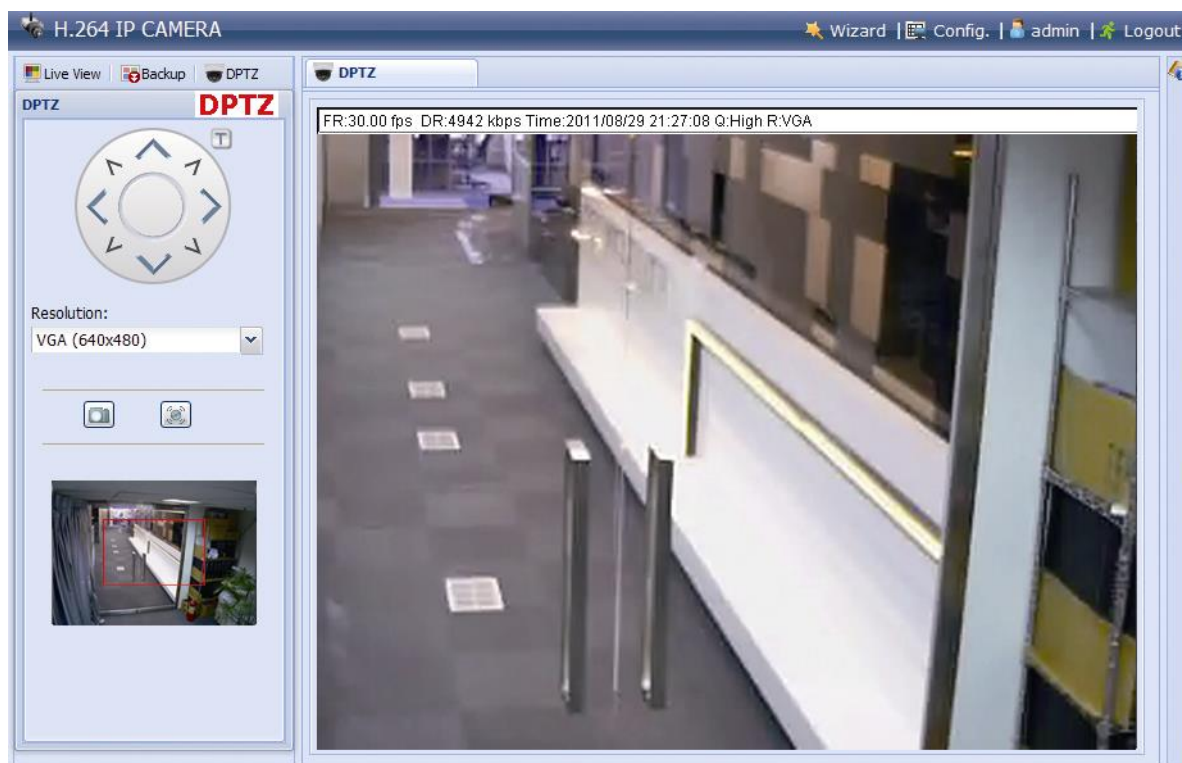 H.264 IP CAMERA
Wizard | Config. | admin | Logout
Live View Backup DPTZ
DPTZ
DPTZ DPTZ
T
FR:30.00 fps DR:4942 kbps Time:2011/08/29 21:27:08 Q:High R:VGA
Resolution:
VGA (640x480)